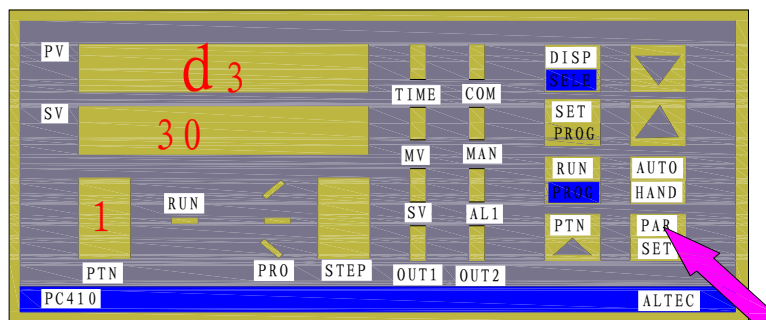 PV
d 3
DISP
SELE
TIME
COM
SV
30
SET
PROG
MV
MAN
RUN
PROG
AUTO
HAND
1
RUN
SV
AL1
PTN
PAR
SET
PTN
PRO
STEP
OUT1
OUT2
PC410
ALTEC